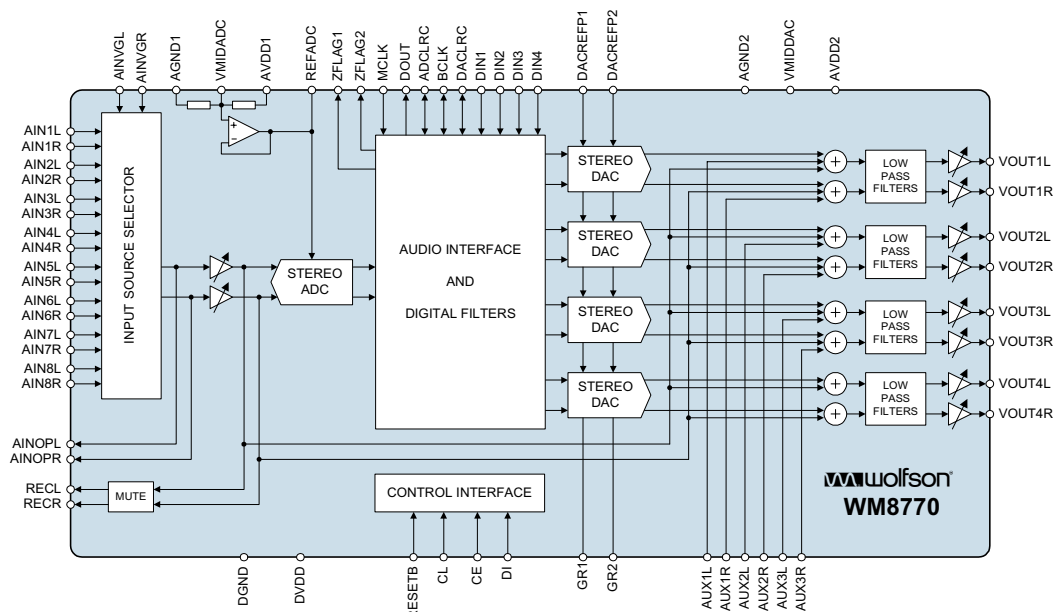 AINVGL
AINVGR
AGND1
VMIDADC
AVDD1
REFADC
ZFLAG1
ZFLAG2
MCLK
DOUT
ADCLRC
BCLK
DACLRC
DIN1
DIN2
DIN3
DIN4
DACREFP1
DACREFP2
AGND2
VMIDDAC
AVDD2
AIN1L
AIN1R
AIN2L
AIN2R
AIN3L
AIN3R
AIN4L
AIN4R
AIN5L
AIN5R
AIN6L
AIN6R
AIN7L
AIN7R
AIN8L
AIN8R
AINOPL
AINOPR
RECL
RECR
INPUT SOURCE SELECTOR
+
−
STEREO
ADC
MUTE
AUDIO INTERFACE
AND
DIGITAL FILTERS
CONTROL INTERFACE
STEREO
DAC
STEREO
DAC
STEREO
DAC
STEREO
DAC
+
+
+
+
+
+
+
+
LOW
PASS
FILTERS
LOW
PASS
FILTERS
LOW
PASS
FILTERS
LOW
PASS
FILTERS
VOUT1L
VOUT1R
VOUT2L
VOUT2R
VOUT3L
VOUT3R
VOUT4L
VOUT4R
wolfson®
WM8770
DGND
DVDD
RESETB
CL
CE
DI
GR1
GR2
AUX1L
AUX1R
AUX2L
AUX2R
AUX3L
AUX3R